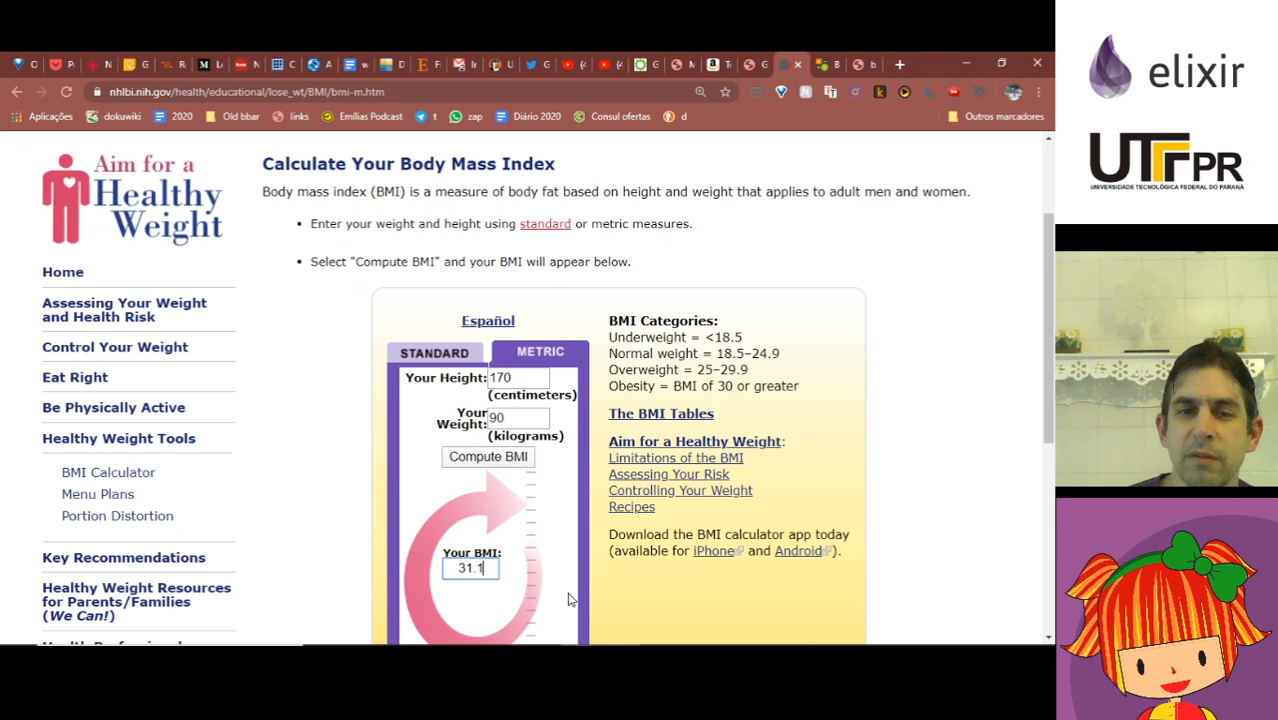 O
P
N
G
R
M
L
N
C
A
w
D
E
F
Ir
U
G
(
(
G
M
T
G
B
b
nhlbi.nih.gov/health/educational/lose_wt/BMI/bmi-m.htm
Aplicações
dokuwiki
2020
Old bbar
links
Emílias Podcast
t
zap
Diário 2020
Consul ofertas
d
Outros marcadores
elixir
UTFPR
UNIVERSIDADE TECNOLÓGICA FEDERAL DO PARANÁ
Aim for a
Healthy
Weight
Home
Assessing Your Weight
and Health Risk
Control Your Weight
Eat Right
Be Physically Active
Healthy Weight Tools
BMI Calculator
Menu Plans
Portion Distortion
Key Recommendations
Healthy Weight Resources
for Parents/Families
(We Can!)
Calculate Your Body Mass Index
Body mass index (BMI) is a measure of body fat based on height and weight that applies to adult men and women.
• Enter your weight and height using standard or metric measures.
• Select "Compute BMI" and your BMI will appear below.
Español
STANDARD
METRIC
Your Height: 170
(centimeters)
Your
Weight: 90
(kilograms)
Compute BMI
Your BMI:
31.1
BMI Categories:
Underweight = <18.5
Normal weight = 18.5–24.9
Overweight = 25–29.9
Obesity = BMI of 30 or greater
The BMI Tables
Aim for a Healthy Weight:
Limitations of the BMI
Assessing Your Risk
Controlling Your Weight
Recipes
Download the BMI calculator app today
(available for iPhone and Android).